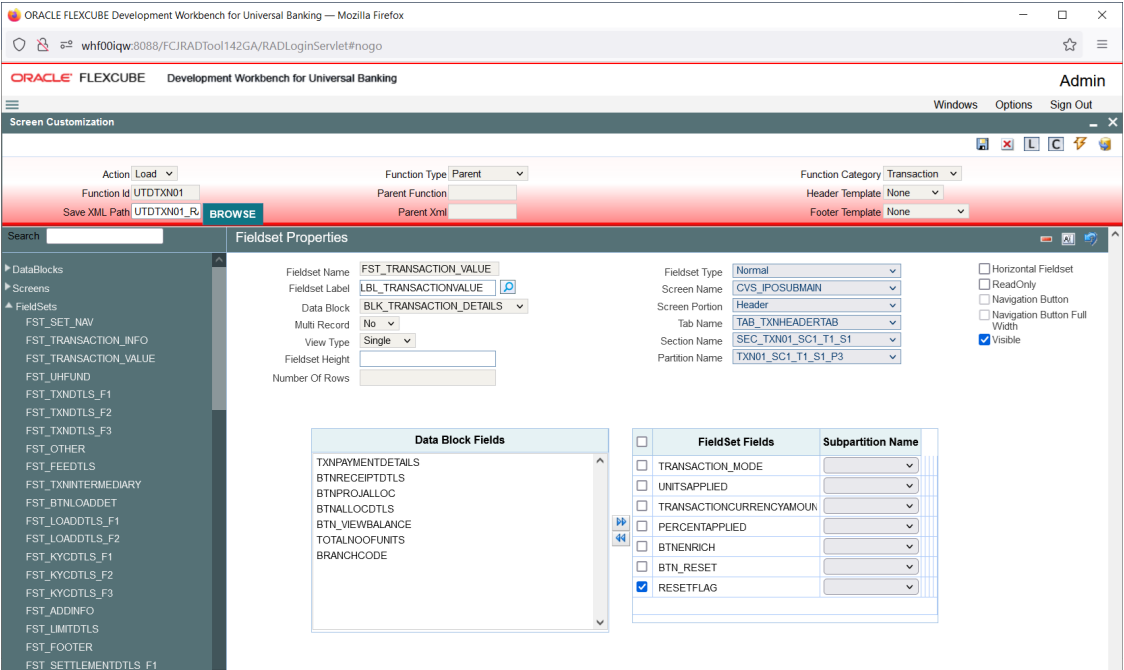 ORACLE FLEXCUBE Development Workbench for Universal Banking — Mozilla Firefox
whf00iqw:8088/FCJRADTool142GA/RADLoginServlet#nogo
ORACLE FLEXCUBE Development Workbench for Universal Banking
Admin
Windows Options Sign Out
Screen Customization
L C
Action Load Function Type Parent Function Category Transaction
Function Id UTDTXN01 Parent Function Header Template None
Save XML Path UTDTXN01_R BROWSE Parent Xml Footer Template None
Search
Fieldset Properties
DataBlocks
Screens
FieldSets
FST_SET_NAV
FST_TRANSACTION_INFO
FST_TRANSACTION_VALUE
FST_UHFUND
FST_TXNDTLS_F1
FST_TXNDTLS_F2
FST_TXNDTLS_F3
FST_OTHER
FST_FEEDTLS
FST_TXNINTERMEDIARY
FST_BTNLOADDET
FST_LOADDTLS_F1
FST_LOADDTLS_F2
FST_KYCDTLS_F1
FST_KYCDTLS_F2
FST_KYCDTLS_F3
FST_ADDINFO
FST_LIMITDTLS
FST_FOOTER
FST_SETTLEMENTDTLS_F1
Fieldset Name FST_TRANSACTION_VALUE
Fieldset Label LBL_TRANSACTIONVALUE
Data Block BLK_TRANSACTION_DETAILS
Multi Record No
View Type Single
Fieldset Height
Number Of Rows
Fieldset Type Normal
Screen Name CVS_IPOSUBMAIN
Screen Portion Header
Tab Name TAB_TXNHEADERTAB
Section Name SEC_TXN01_SC1_T1_S1
Partition Name TXN01_SC1_T1_S1_P3
Horizontal Fieldset
ReadOnly
Navigation Button
Navigation Button Full
Width
Visible
Data Block Fields
TXNPAYMENTDETAILS
BTNRECEIPTDTLS
BTNPROJALLOC
BTNALLOCDTLS
BTN_VIEWBALANCE
TOTALNOOFUNITS
BRANCHCODE
FieldSet Fields Subpartition Name
TRANSACTION_MODE
UNITSAPPLIED
TRANSACTIONCURRENCYAMOUN
PERCENTAPPLIED
BTNENRICH
BTN_RESET
RESETFLAG